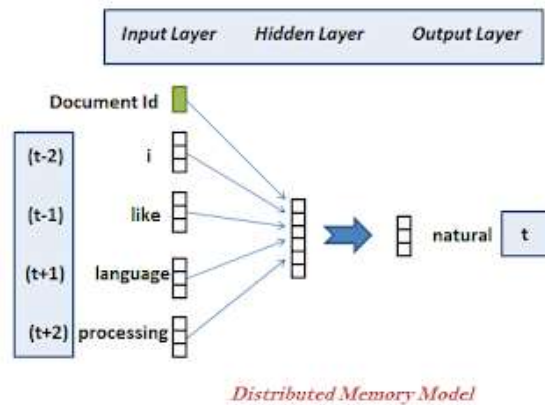 Input Layer Hidden Layer Output Layer
Document Id
(t-2) i
(t-1) like
natural t
(t+1) language
(t+2) processing
Distributed Memory Model